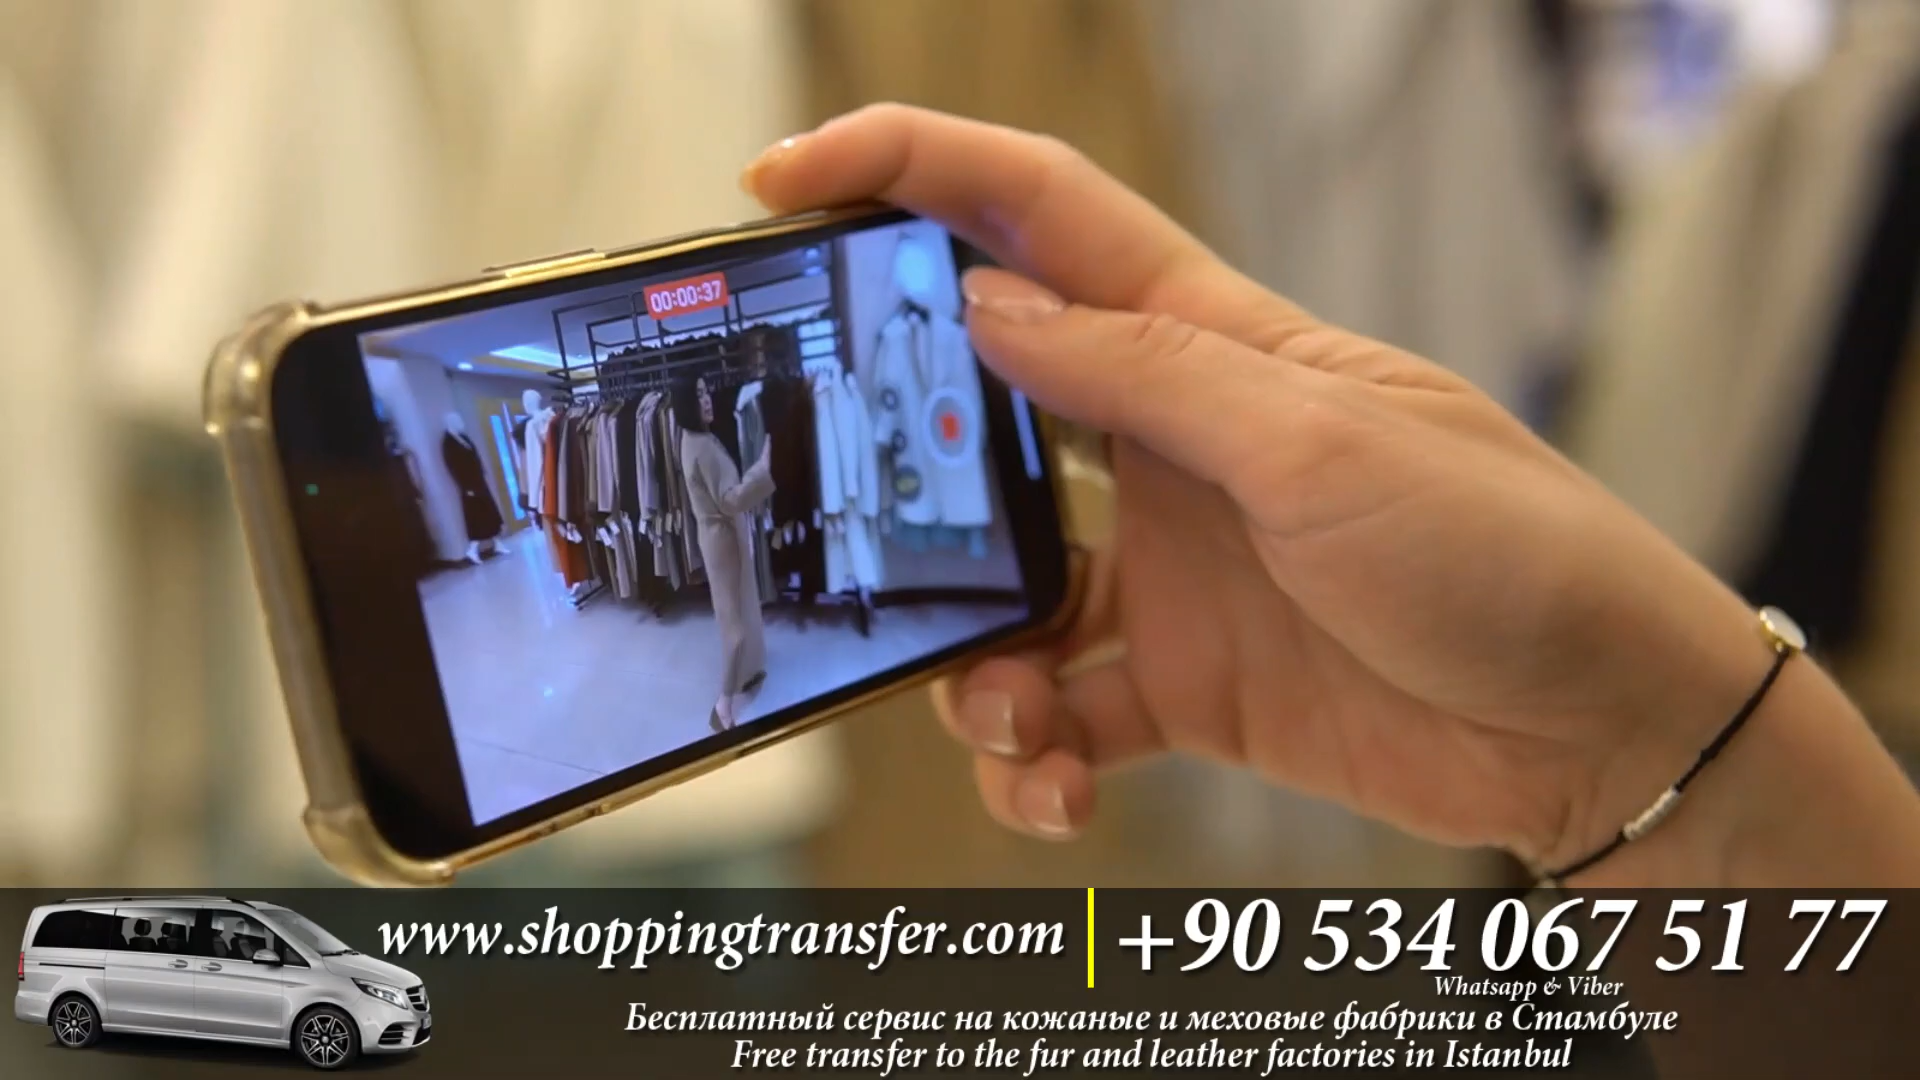 00:00:37
www.shoppingtransfer.com
+90 534 067 51 77
Whatsapp & Viber
Бесплатный сервис на кожаные и меховые фабрики в Стамбуле
Free transfer to the fur and leather factories in Istanbul